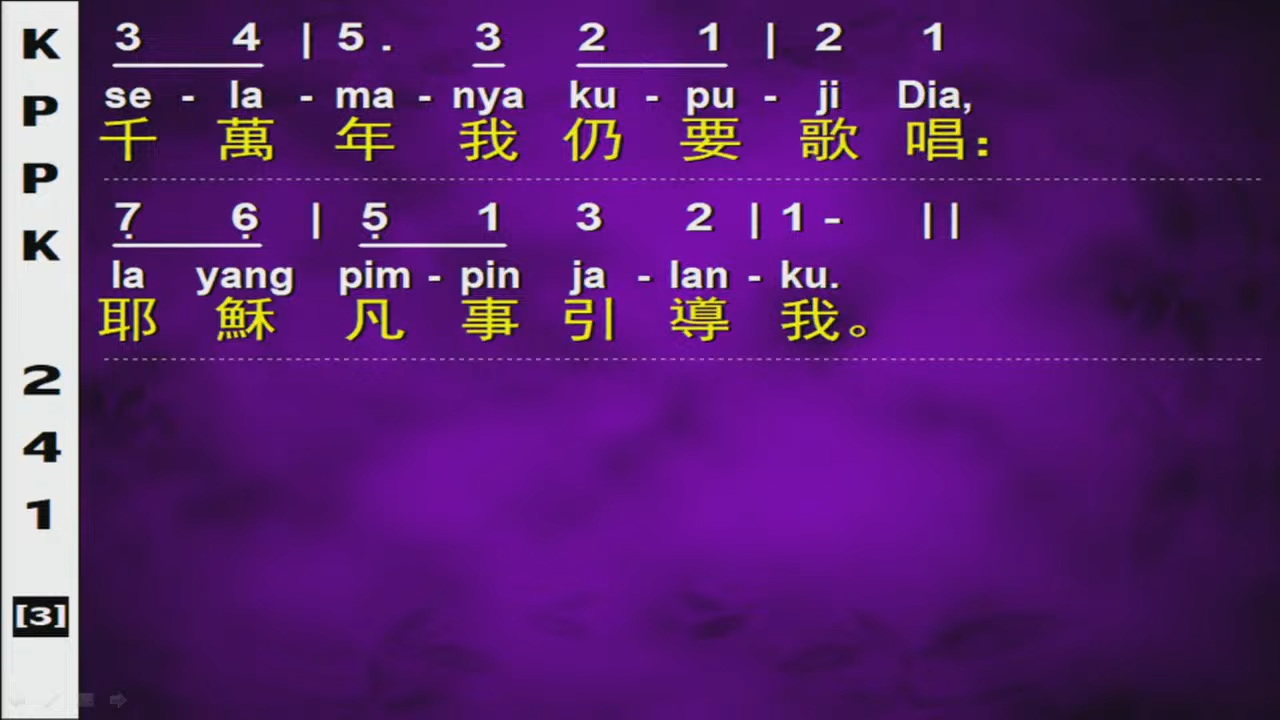 K
P
P
K
2
4
1
[3]
3 4 | 5 . 3 2 1 | 2 1
se - la - ma - nya ku - pu - ji Dia,
千 萬 年 我 仍 要 歌 唱：
7̣ 6̣ | 5̣ 1 3 2 | 1 - | |
la yang pim - pin ja - lan - ku.
耶 穌 凡 事 引 導 我。